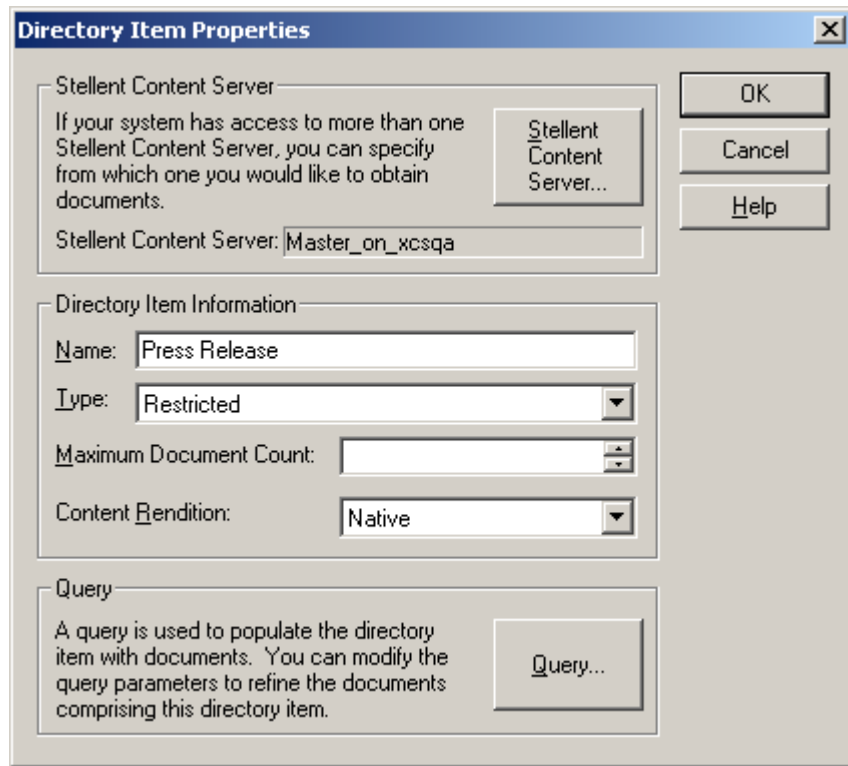 Directory Item Properties
Stellent Content Server
OK
If your system has access to more than one
Stellent Content Server, you can specify
from which one you would like to obtain
documents.
Stellent
Content
Server...
Cancel
Help
Stellent Content Server: Master_on_xcsqa
Directory Item Information
Name: Press Release
Type: Restricted
Maximum Document Count:
Content Rendition: Native
Query
A query is used to populate the directory
item with documents. You can modify the
query parameters to refine the documents
comprising this directory item.
Query...